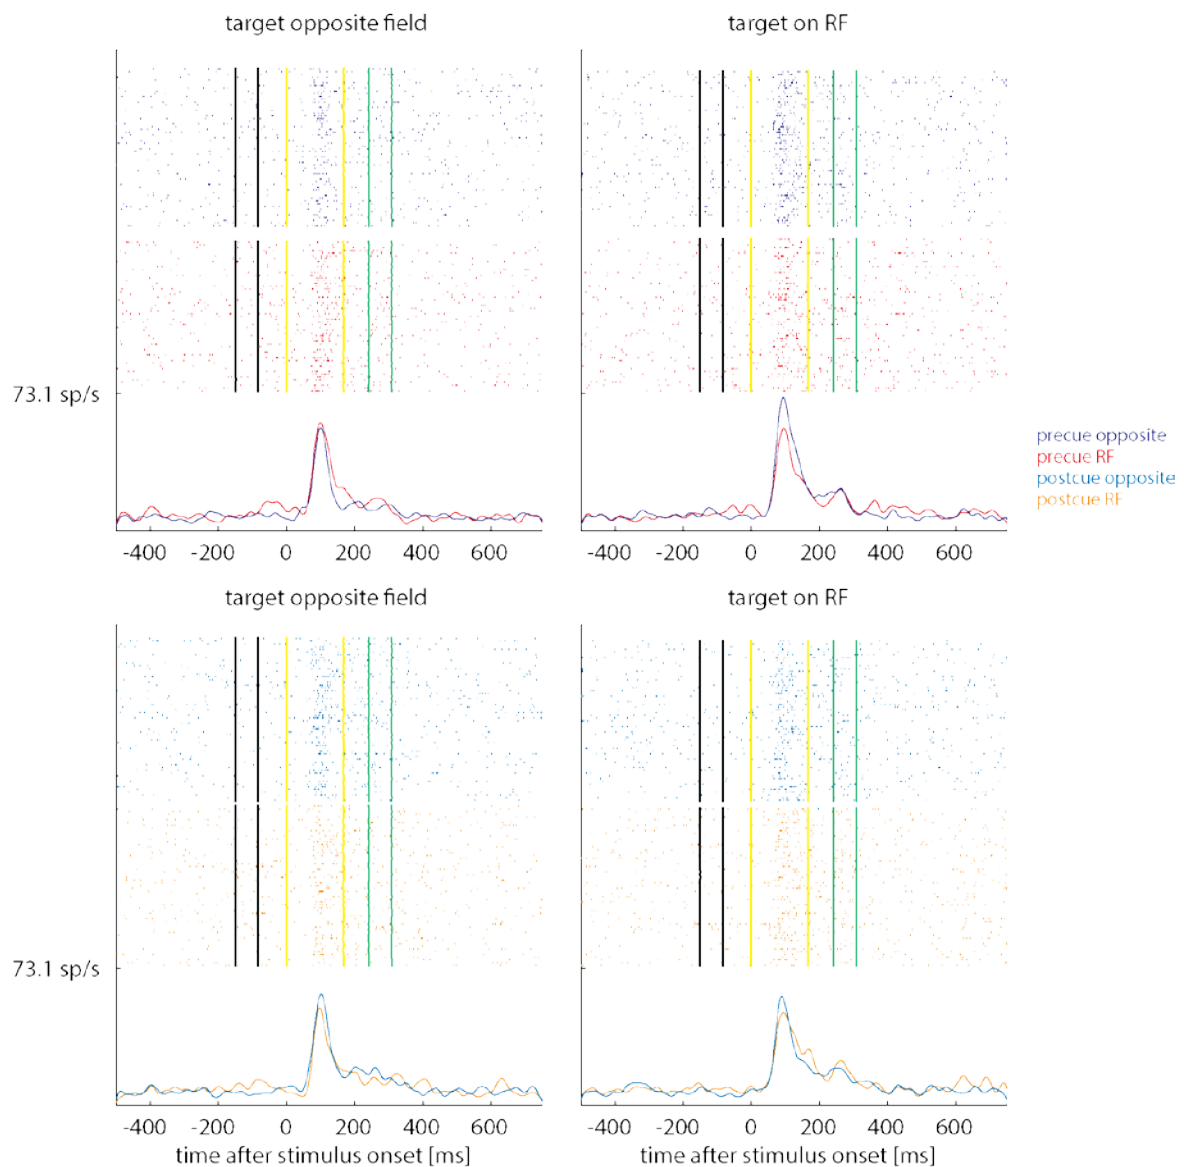 target opposite field
target on RF
73.1 sp/s
precue opposite
precue RF
postcue opposite
postcue RF
-400 -200 0 200 400 600
-400 -200 0 200 400 600
target opposite field
target on RF
73.1 sp/s
-400 -200 0 200 400 600
-400 -200 0 200 400 600
time after stimulus onset [ms]
time after stimulus onset [ms]